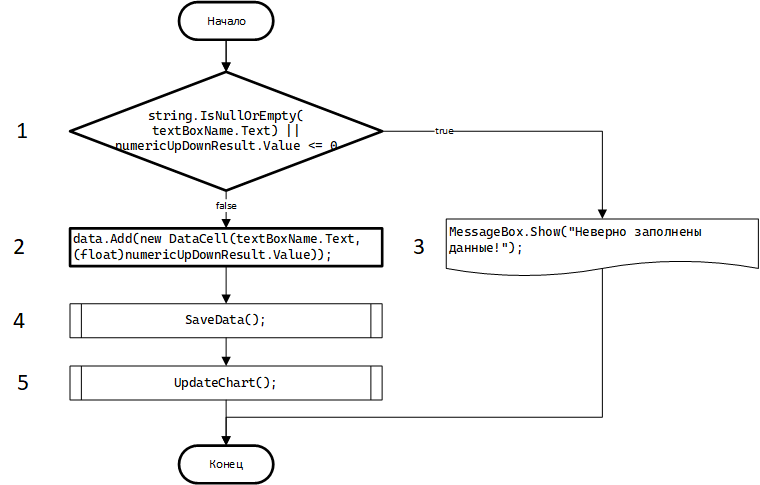 Начало
1
string.IsNullOrEmpty(
textBoxName.Text) ||
numericUpDownResult.Value <= 0
true
false
2
data.Add(new DataCell(textBoxName.Text,
(float)numericUpDownResult.Value));
3
MessageBox.Show("Неверно заполнены
данные!");
4
SaveData();
5
UpdateChart();
Конец